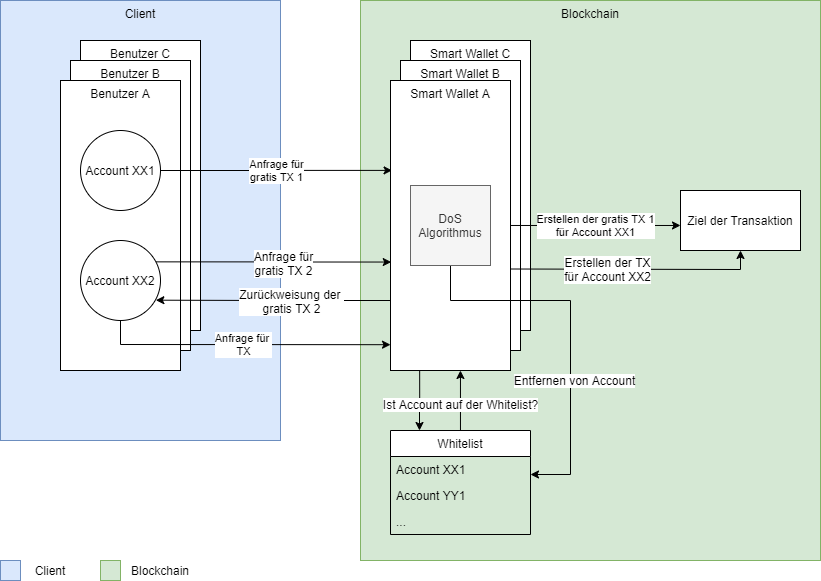 Client
Blockchain
Benutzer C
Benutzer B
Benutzer A
Smart Wallet C
Smart Wallet B
Smart Wallet A
Account XX1
Anfrage für
gratis TX 1
DoS
Algorithmus
Erstellen der gratis TX 1
für Account XX1
Ziel der Transaktion
Account XX2
Anfrage für
gratis TX 2
Erstellen der TX
für Account XX2
Zurückweisung der
gratis TX 2
Anfrage für
TX
Entfernen von Account
Ist Account auf der Whitelist?
Whitelist
Account XX1
Account YY1
...
Client
Blockchain